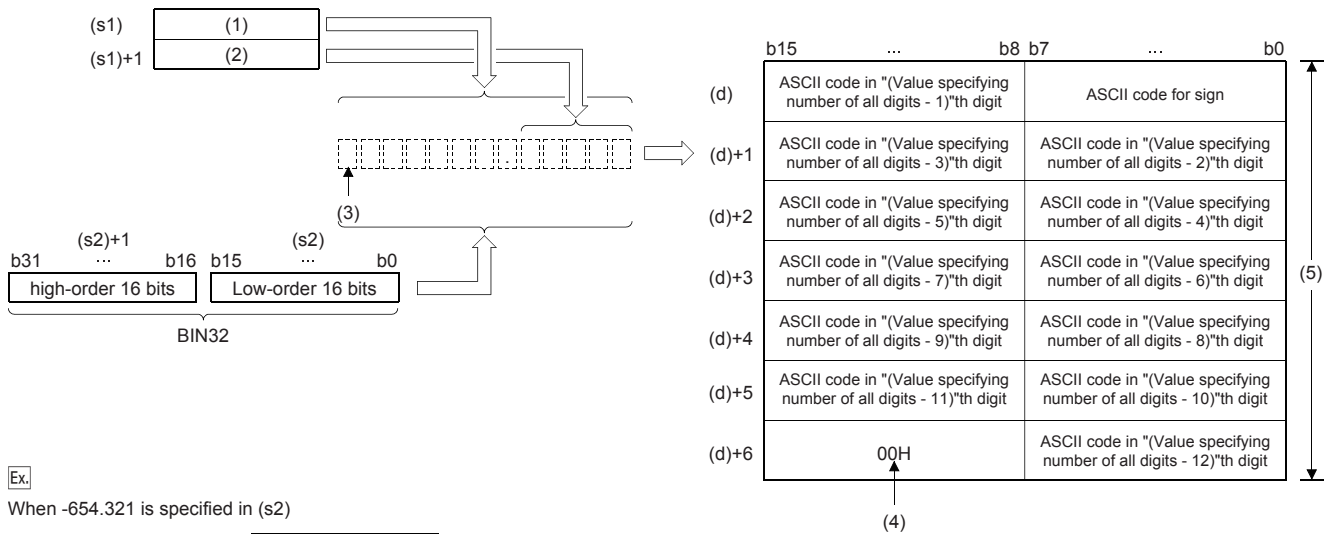 (s1)
(1)
(s1)+1
(2)
.
(3)
(s2)+1
(s2)
b31 ... b16 b15 ... b0
high-order 16 bits
Low-order 16 bits
BIN32
b15 ... b8 b7 ... b0
(d)
ASCII code in "(Value specifying
number of all digits - 1)"th digit
ASCII code for sign
(d)+1
ASCII code in "(Value specifying
number of all digits - 3)"th digit
ASCII code in "(Value specifying
number of all digits - 2)"th digit
(d)+2
ASCII code in "(Value specifying
number of all digits - 5)"th digit
ASCII code in "(Value specifying
number of all digits - 4)"th digit
(d)+3
ASCII code in "(Value specifying
number of all digits - 7)"th digit
ASCII code in "(Value specifying
number of all digits - 6)"th digit
(d)+4
ASCII code in "(Value specifying
number of all digits - 9)"th digit
ASCII code in "(Value specifying
number of all digits - 8)"th digit
(d)+5
ASCII code in "(Value specifying
number of all digits - 11)"th digit
ASCII code in "(Value specifying
number of all digits - 10)"th digit
(d)+6
00H
ASCII code in "(Value specifying
number of all digits - 12)"th digit
(4)
(5)
Ex.
When -654.321 is specified in (s2)